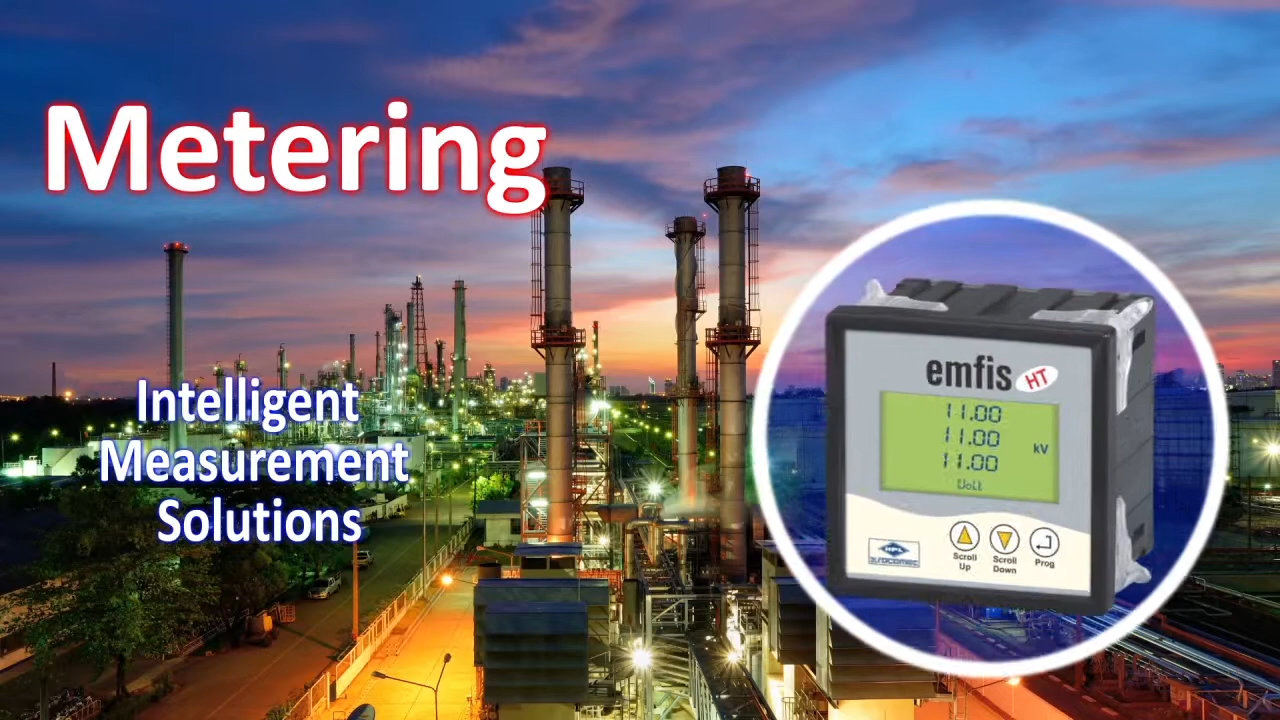 Metering
Intelligent
Measurement
Solutions
emfis HT
11.00
11.00 kV
11.00
Volt
Scroll
Up
Scroll
Down
Prog
HPL